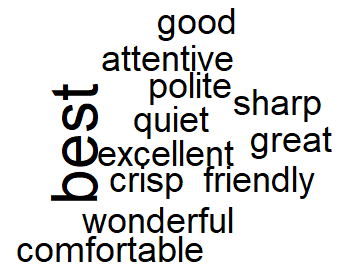 good
attentive
polite
sharp
quiet
great
best
excellent
crisp friendly
wonderful
comfortable